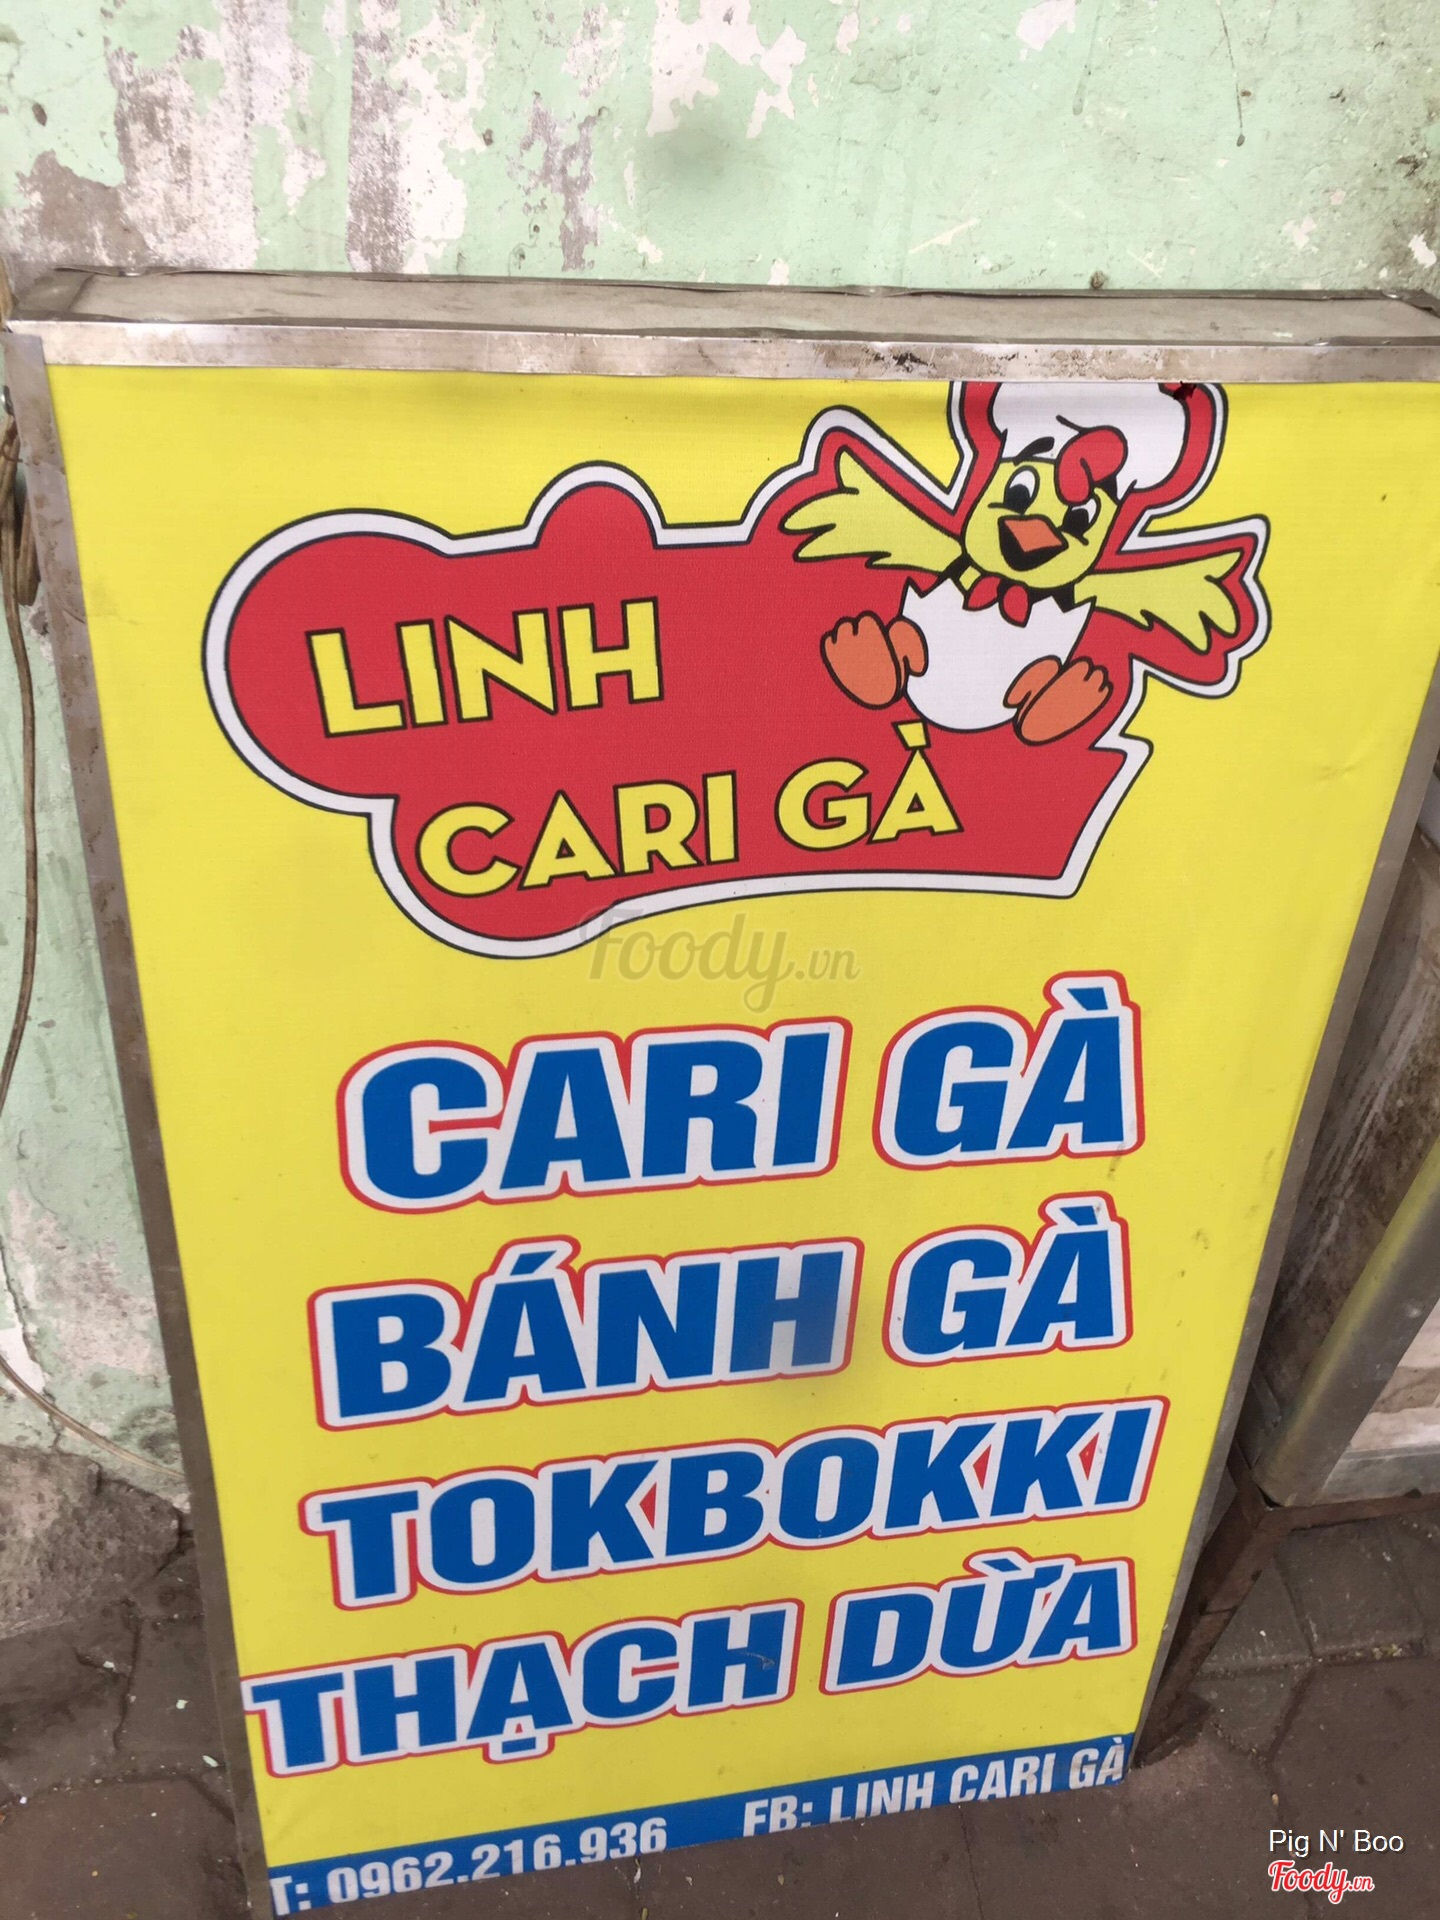 LINH
CARI GÀ
Foody.vn
CARI GÀ
BÁNH GÀ
TOKBOKKI
THẠCH DỪA
T: 0962.216.936 FB: LINH CARI GÀ
Pig N' Boo
Foody.vn